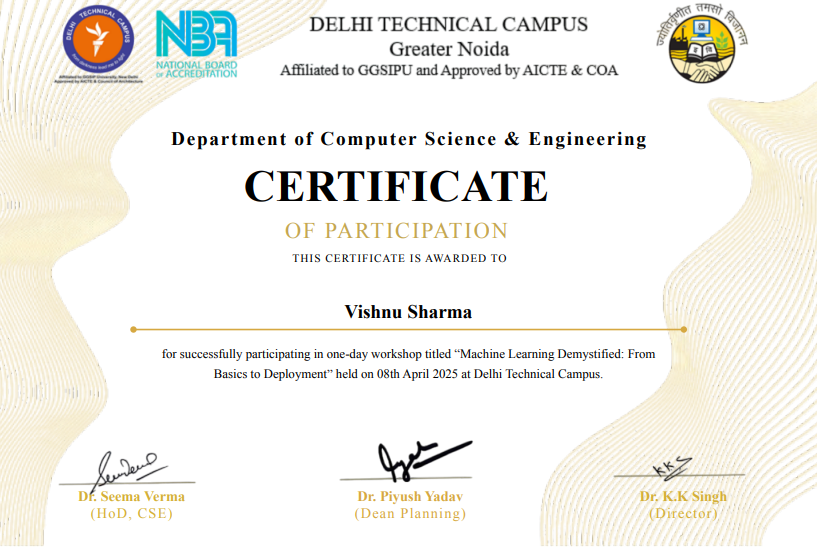 DELHI TECHNICAL CAMPUS
NBA
NATIONAL BOARD
of ACCREDITATION
DELHI TECHNICAL CAMPUS
Greater Noida
Affiliated to GGSIPU and Approved by AICTE & COA
ज्योतिर्वृणीत तमसो विजानन
Department of Computer Science & Engineering
CERTIFICATE
OF PARTICIPATION
THIS CERTIFICATE IS AWARDED TO
Vishnu Sharma
for successfully participating in one-day workshop titled “Machine Learning Demystified: From
Basics to Deployment” held on 08th April 2025 at Delhi Technical Campus.
KKS
Dr. Seema Verma
(HoD, CSE)
Dr. Piyush Yadav
(Dean Planning)
Dr. K.K Singh
(Director)